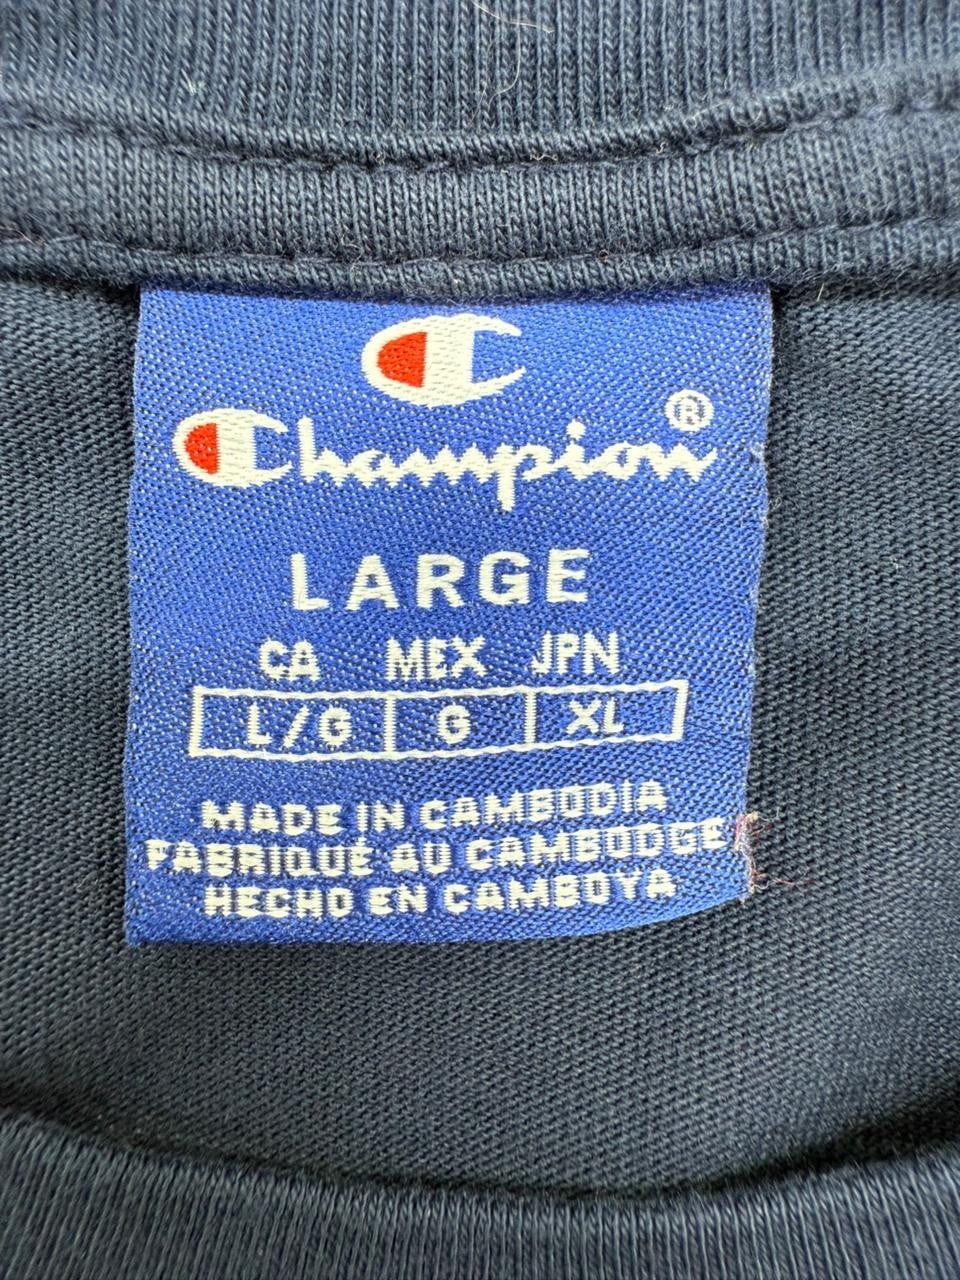 C
Champion®
LARGE
CA MEX JPN
L/G G XL
MADE IN CAMBODIA
FABRIQUÉ AU CAMBODGE
HECHO EN CAMBOYA